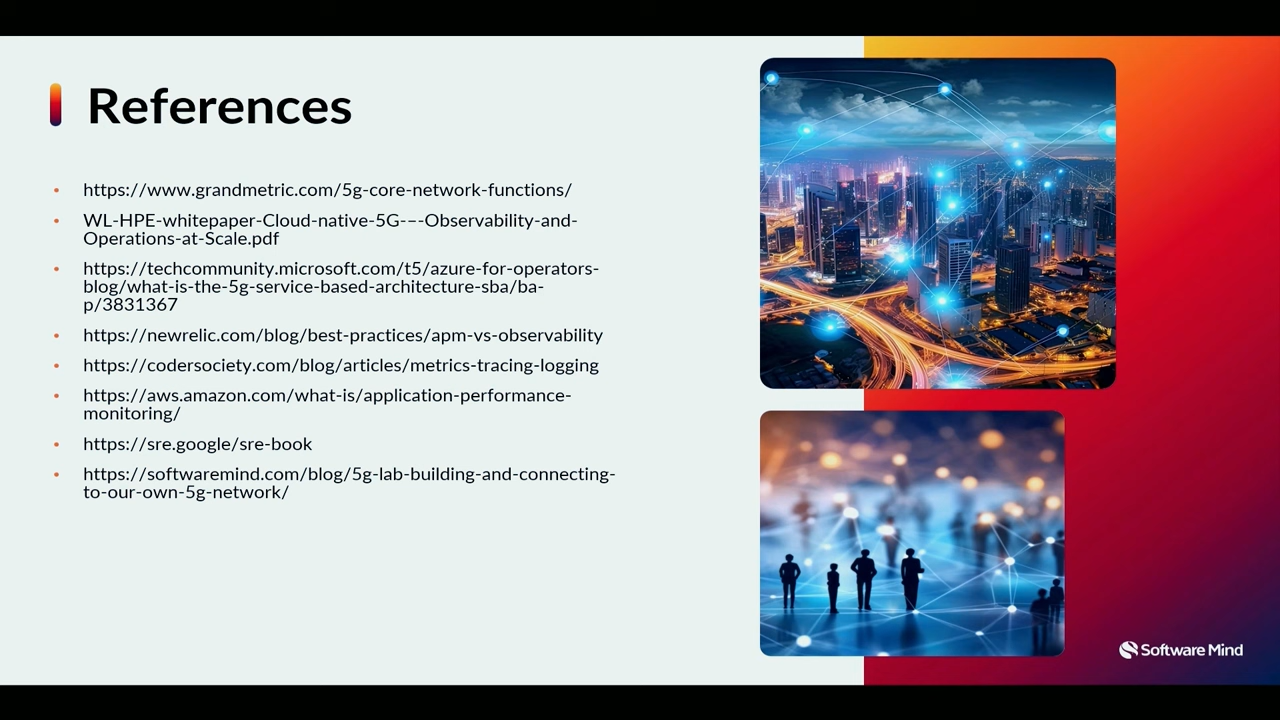 References
• https://www.grandmetric.com/5g-core-network-functions/
• WL-HPE-whitepaper-Cloud-native-5G-–-Observability-and-
Operations-at-Scale.pdf
• https://techcommunity.microsoft.com/t5/azure-for-operators-
blog/what-is-the-5g-service-based-architecture-sba/ba-
p/3831367
• https://newrelic.com/blog/best-practices/apm-vs-observability
• https://codersociety.com/blog/articles/metrics-tracing-logging
• https://aws.amazon.com/what-is/application-performance-
monitoring/
• https://sre.google/sre-book
• https://softwaremind.com/blog/5g-lab-building-and-connecting-
to-our-own-5g-network/
Software Mind